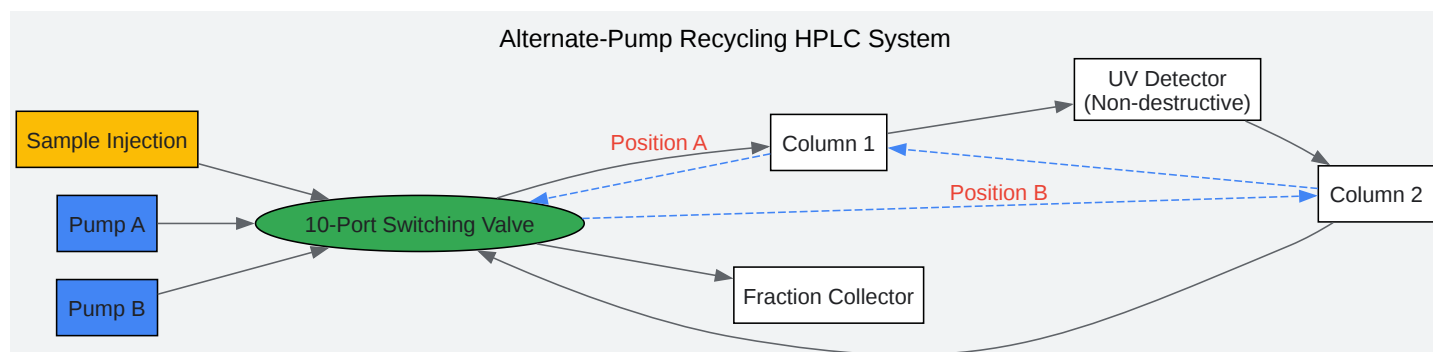 Alternate-Pump Recycling HPLC System
UV Detector
(Non-destructive)
Sample Injection
Position A
Column 1
Position B
Column 2
Pump A
10-Port Switching Valve
Pump B
Fraction Collector